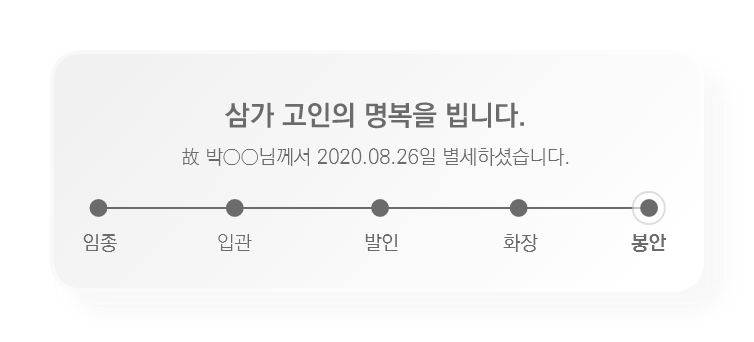 삼가 고인의 명복을 빕니다.
故 박○○님께서 2020.08.26일 별세하셨습니다.
임종 입관 발인 화장 봉안